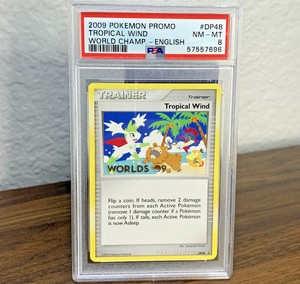 2009 POKEMON PROMO #DP48
TROPICAL WIND NM - MT
WORLD CHAMP.-ENGLISH 8
PSA 57557696
TRAINER Trainer
Tropical Wind
WORLDS 09
Flip a coin. If heads, remove 2 damage
counters from each Active Pokémon
(remove 1 damage counter if a Pokémon
has only 1). If tails, each Active Pokémon
is now Asleep.